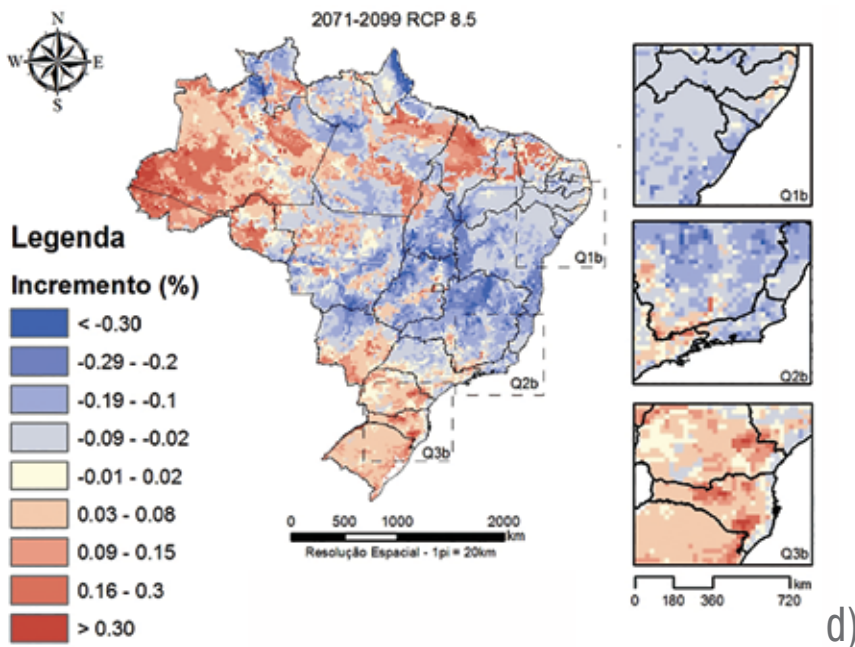 2071-2099 RCP 8.5
N
W E
S
Legenda
Incremento (%)
< -0.30
-0.29 - -0.2
-0.19 - -0.1
-0.09 - -0.02
-0.01 - 0.02
0.03 - 0.08
0.09 - 0.15
0.16 - 0.3
> 0.30
Q1b
Q2b
Q3b
0 500 1000 2000
km
Resolução Espacial - 1pi = 20km
Q1b
Q2b
Q3b
km
0 180 360 720
d)